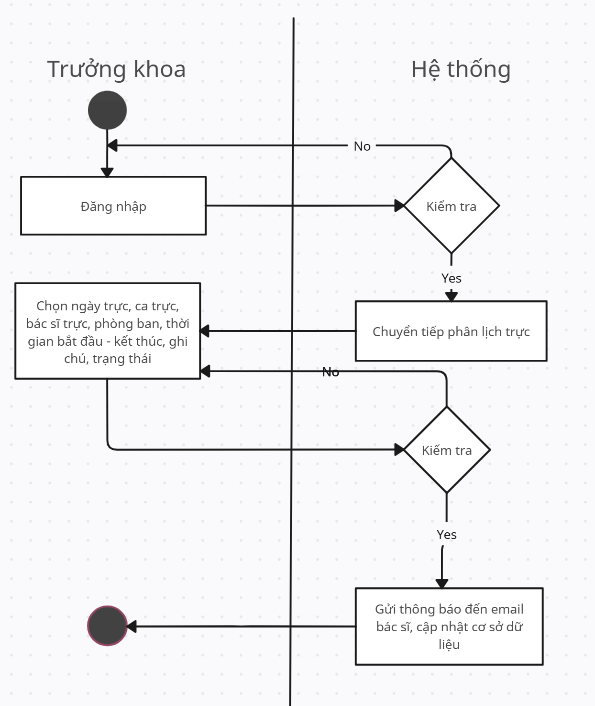 Trưởng khoa
Hệ thống
No
Đăng nhập
Kiểm tra
Yes
Chọn ngày trực, ca trực,
bác sĩ trực, phòng ban, thời
gian bắt đầu - kết thúc, ghi
chú, trạng thái
Chuyển tiếp phân lịch trực
No
Kiểm tra
Yes
Gửi thông báo đến email
bác sĩ, cập nhật cơ sở dữ
liệu